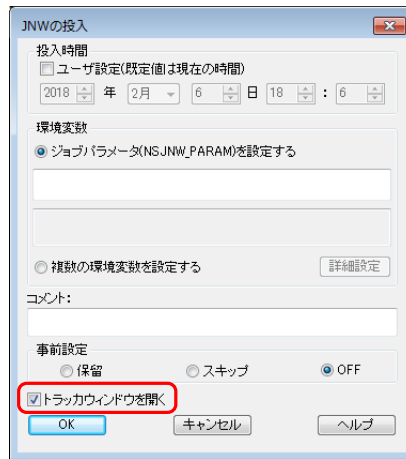 JNWの投入
投入時間
ユーザ設定(既定値は現在の時間)
2018 年 2月 6 日 18 : 6
環境変数
ジョブパラメータ(NSJNW_PARAM)を設定する
複数の環境変数を設定する 詳細設定
コメント:
事前設定
保留 スキップ OFF
トラッカウィンドウを開く
OK キャンセル ヘルプ